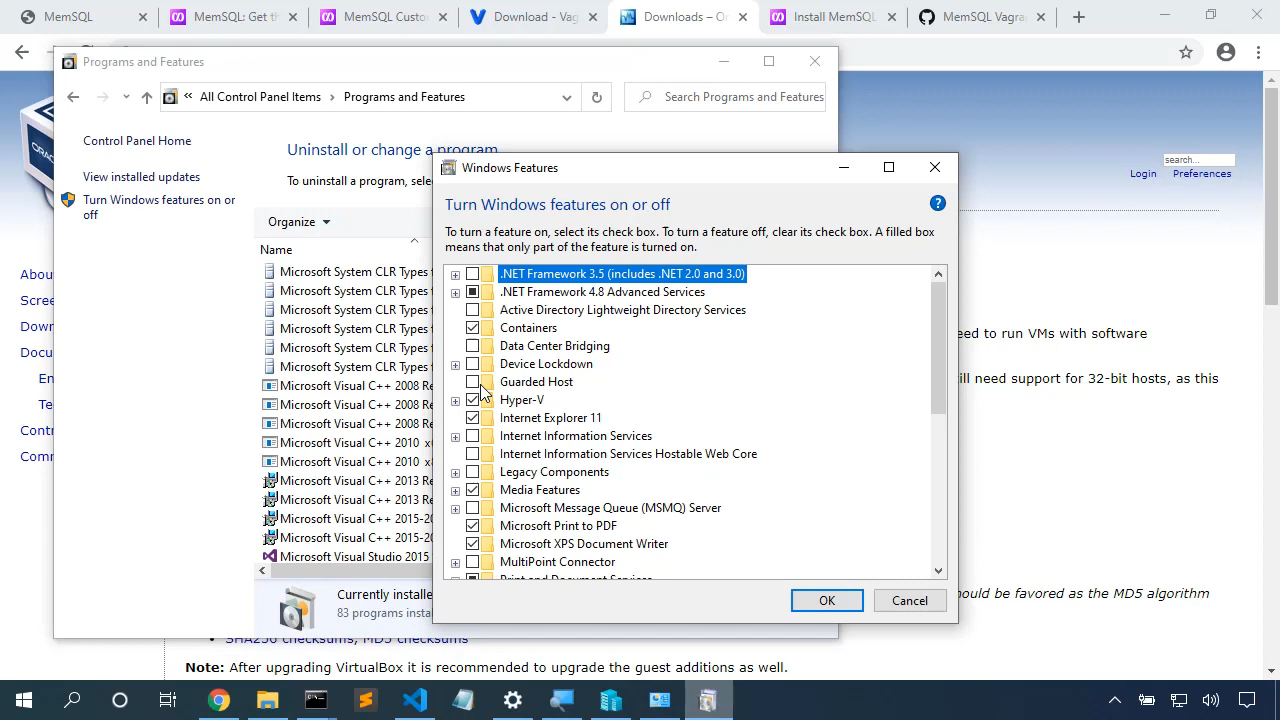 MemSQL
MemSQL: Get th
MemSQL Custo
Download - Vag
Downloads – Or
Install MemSQL
MemSQL Vagran
Programs and Features
All Control Panel Items
Programs and Features
Search Programs and Features
Control Panel Home
View installed updates
Turn Windows features on or
off
Uninstall or change a program
To uninstall a program, sele
Organize
Name
Microsoft System CLR Types f
Microsoft System CLR Types f
Microsoft System CLR Types f
Microsoft System CLR Types f
Microsoft System CLR Types f
Microsoft System CLR Types f
Microsoft Visual C++ 2008 Re
Microsoft Visual C++ 2008 Re
Microsoft Visual C++ 2008 Re
Microsoft Visual C++ 2010 x
Microsoft Visual C++ 2010 x
Microsoft Visual C++ 2013 Re
Microsoft Visual C++ 2013 Re
Microsoft Visual C++ 2015-20
Microsoft Visual C++ 2015-20
Microsoft Visual Studio 2015
Currently installe
83 programs insta
Windows Features
Turn Windows features on or off
To turn a feature on, select its check box. To turn a feature off, clear its check box. A filled box
means that only part of the feature is turned on.
.NET Framework 3.5 (includes .NET 2.0 and 3.0)
.NET Framework 4.8 Advanced Services
Active Directory Lightweight Directory Services
Containers
Data Center Bridging
Device Lockdown
Guarded Host
Hyper-V
Internet Explorer 11
Internet Information Services
Internet Information Services Hostable Web Core
Legacy Components
Media Features
Microsoft Message Queue (MSMQ) Server
Microsoft Print to PDF
Microsoft XPS Document Writer
MultiPoint Connector
Print and Document Services
OK
Cancel
search...
Login
Preferences
About
Scree
Down
Docu
En
Te
Contr
Comm
eed to run VMs with software
ill need support for 32-bit hosts, as this
ould be favored as the MD5 algorithm
SHA256 checksums, MD5 checksums
Note: After upgrading VirtualBox it is recommended to upgrade the guest additions as well.